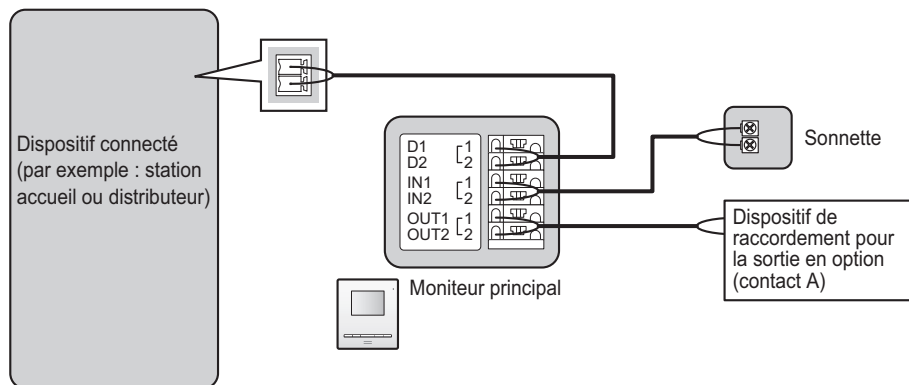 Dispositif connecté
(par exemple : station
accueil ou distributeur)
D1
1
D2
2
IN1
1
IN2
2
OUT1
1
OUT2
2
Moniteur principal
Sonnette
Dispositif de
raccordement pour
la sortie en option
(contact A)